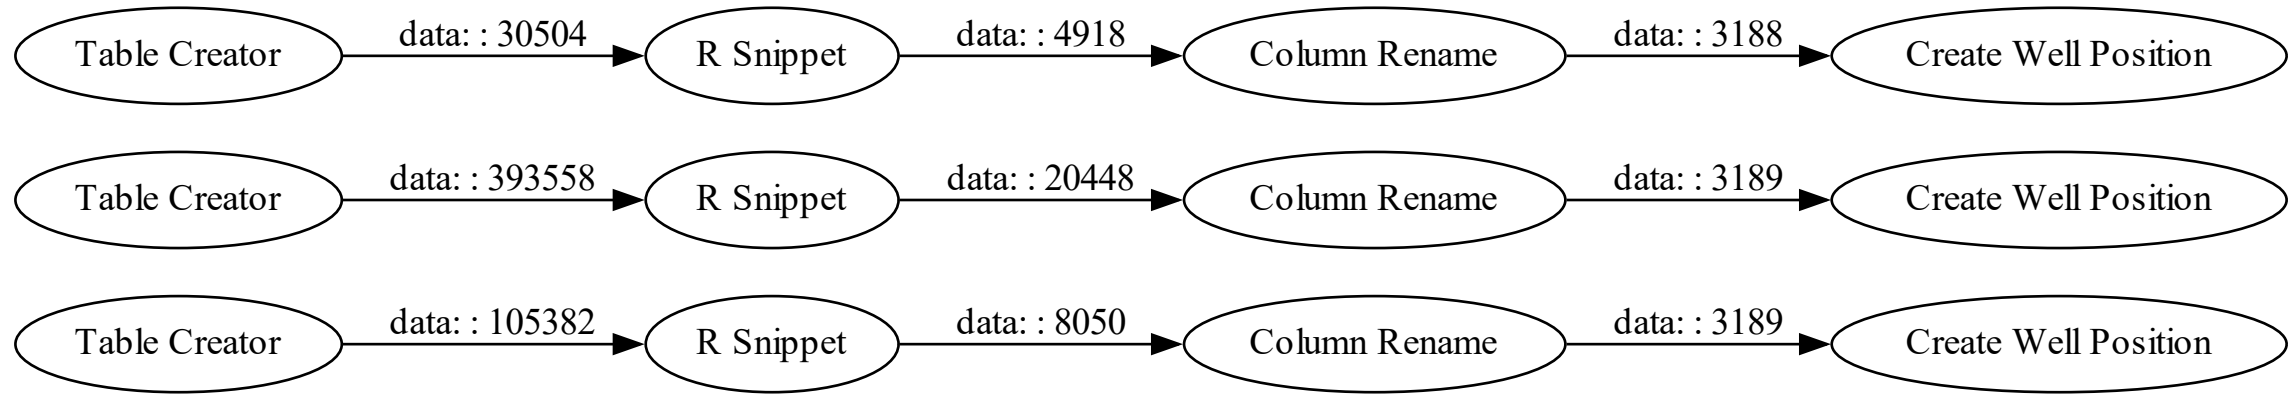 Table Creator data: : 30504 R Snippet data: : 4918 Column Rename data: : 3188 Create Well Position
Table Creator data: : 393558 R Snippet data: : 20448 Column Rename data: : 3189 Create Well Position
Table Creator data: : 105382 R Snippet data: : 8050 Column Rename data: : 3189 Create Well Position